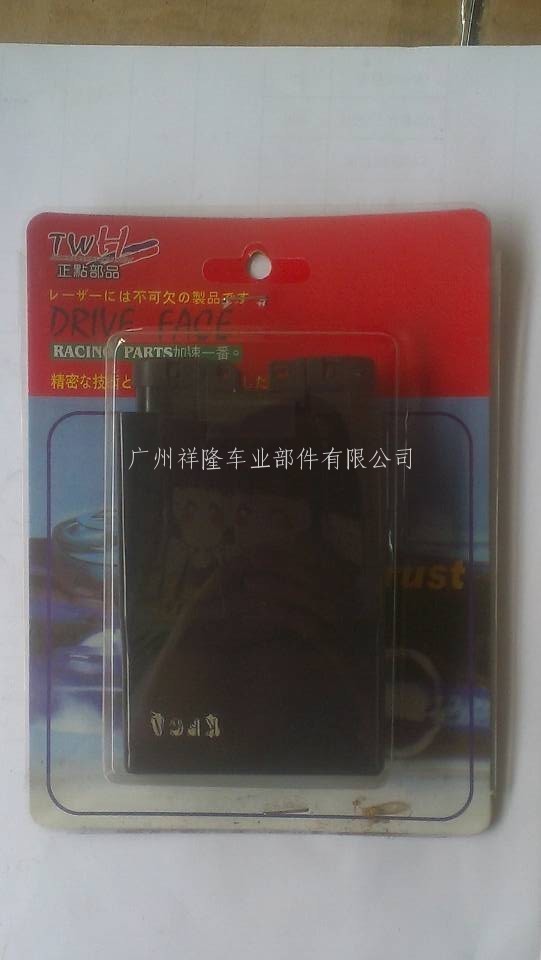 TWH
正點部品
レーザーには不可欠の製品です
DRIVE FACE
RACING PARTS加速一番。
精密な技術と
した
广州祥隆车业部件有限公司
rust